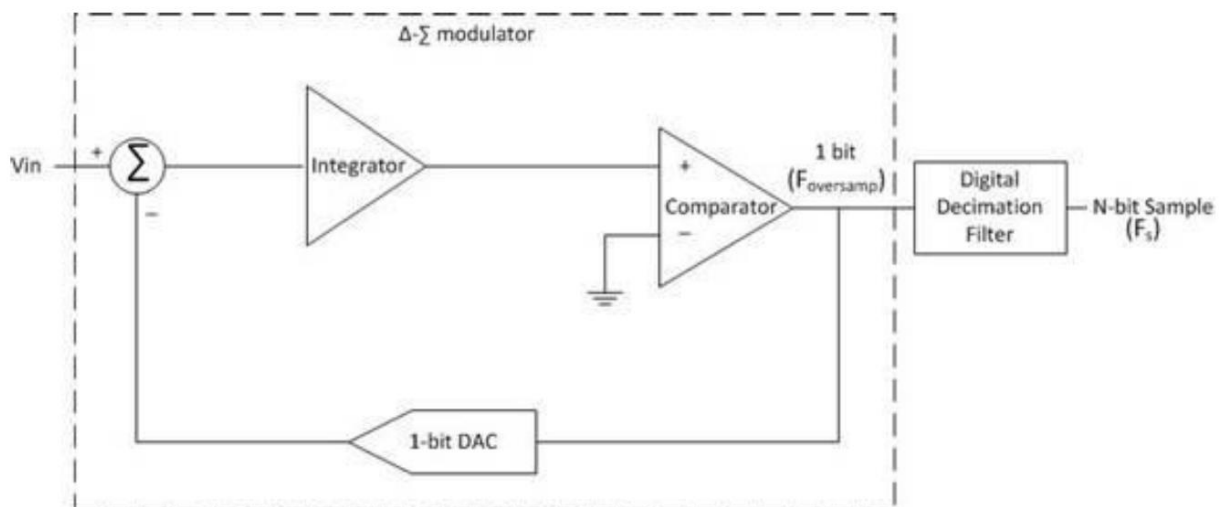 Δ-∑ modulator
Vin
+
∑
−
Integrator
+
Comparator
−
1 bit
(Foversamp)
Digital
Decimation
Filter
N-bit Sample
(Fs)
1-bit DAC